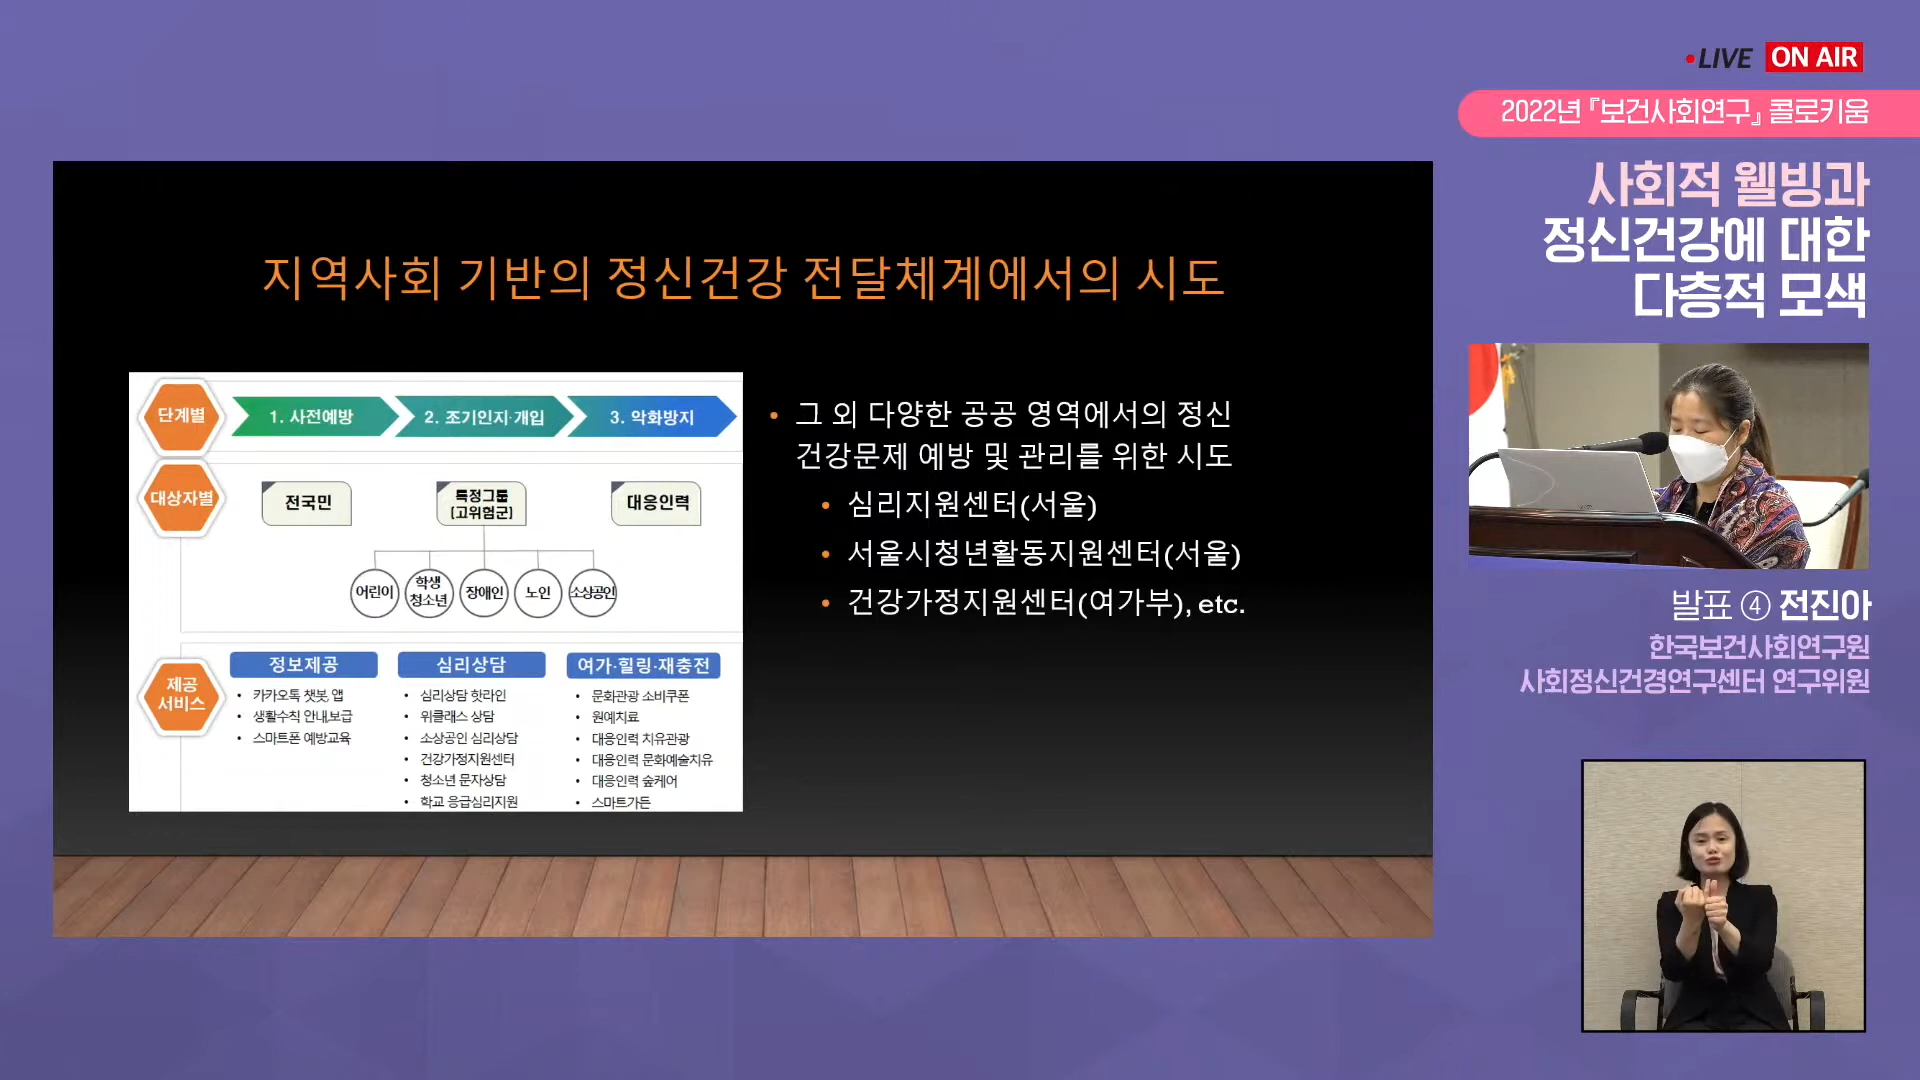 LIVE ON AIR
2022년 『보건사회연구』 콜로키움
사회적 웰빙과
정신건강에 대한
다층적 모색
지역사회 기반의 정신건강 전달체계에서의 시도
단계별
1. 사전예방
2. 조기인지·개입
3. 악화방지
대상자별
전국민
특정그룹
(고위험군)
대응인력
어린이
학생
청소년
장애인
노인
소상공인
제공
서비스
정보제공
• 카카오톡 챗봇, 앱
• 생활수칙 안내,보급
• 스마트폰 예방교육
심리상담
• 심리상담 핫라인
• 위클래스 상담
• 소상공인 심리상담
• 건강가정지원센터
• 청소년 문자상담
• 학교 응급심리지원
여가·힐링·재충전
• 문화관광 소비쿠폰
• 원예치료
• 대응인력 치유관광
• 대응인력 문화예술치유
• 대응인력 숲케어
• 스마트가든
• 그 외 다양한 공공 영역에서의 정신
건강문제 예방 및 관리를 위한 시도
• 심리지원센터(서울)
• 서울시청년활동지원센터(서울)
• 건강가정지원센터(여가부), etc.
발표 ④ 전진아
한국보건사회연구원
사회정신건경연구센터 연구위원